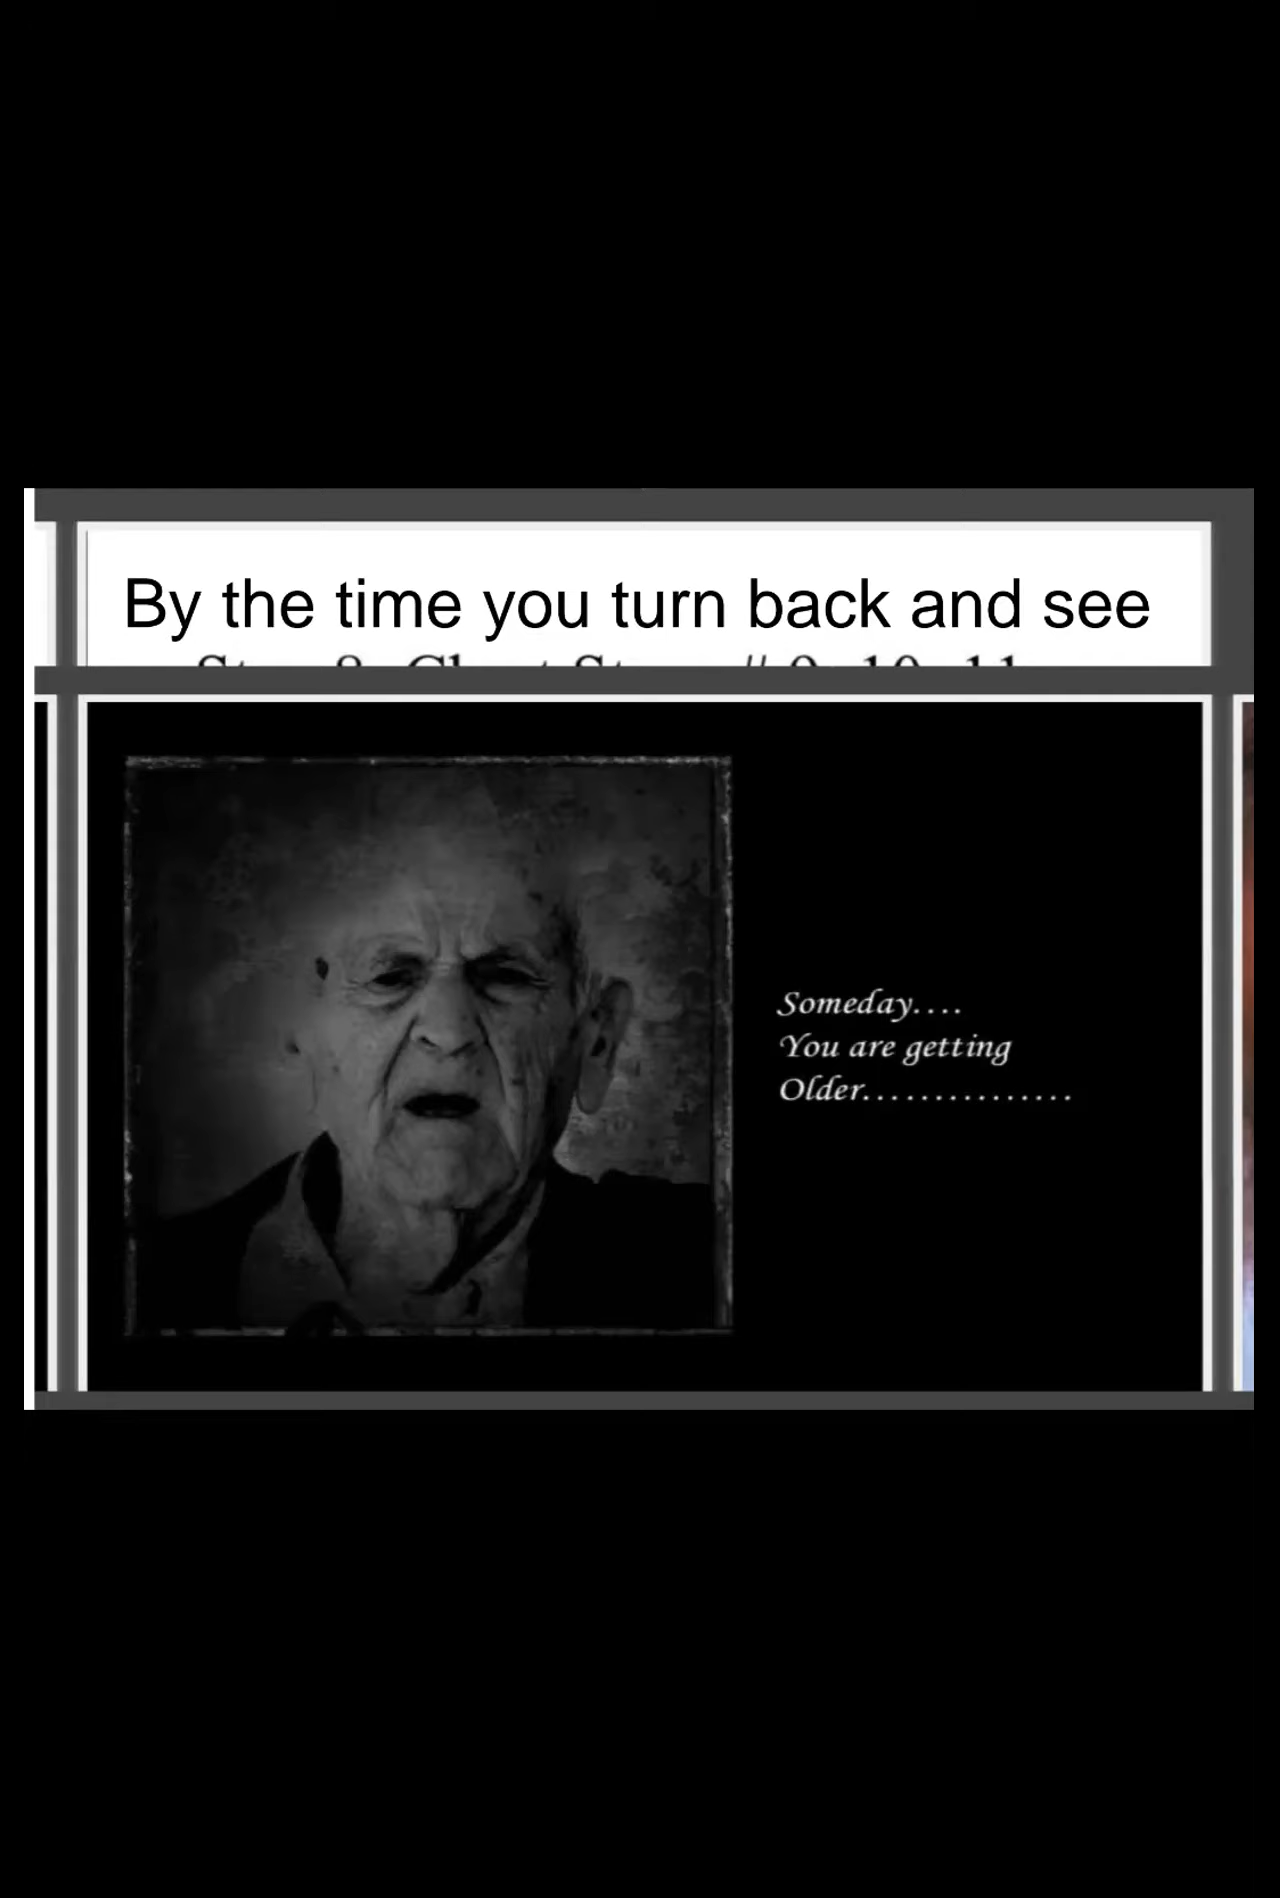 By the time you turn back and see
Someday....
You are getting
Older...............